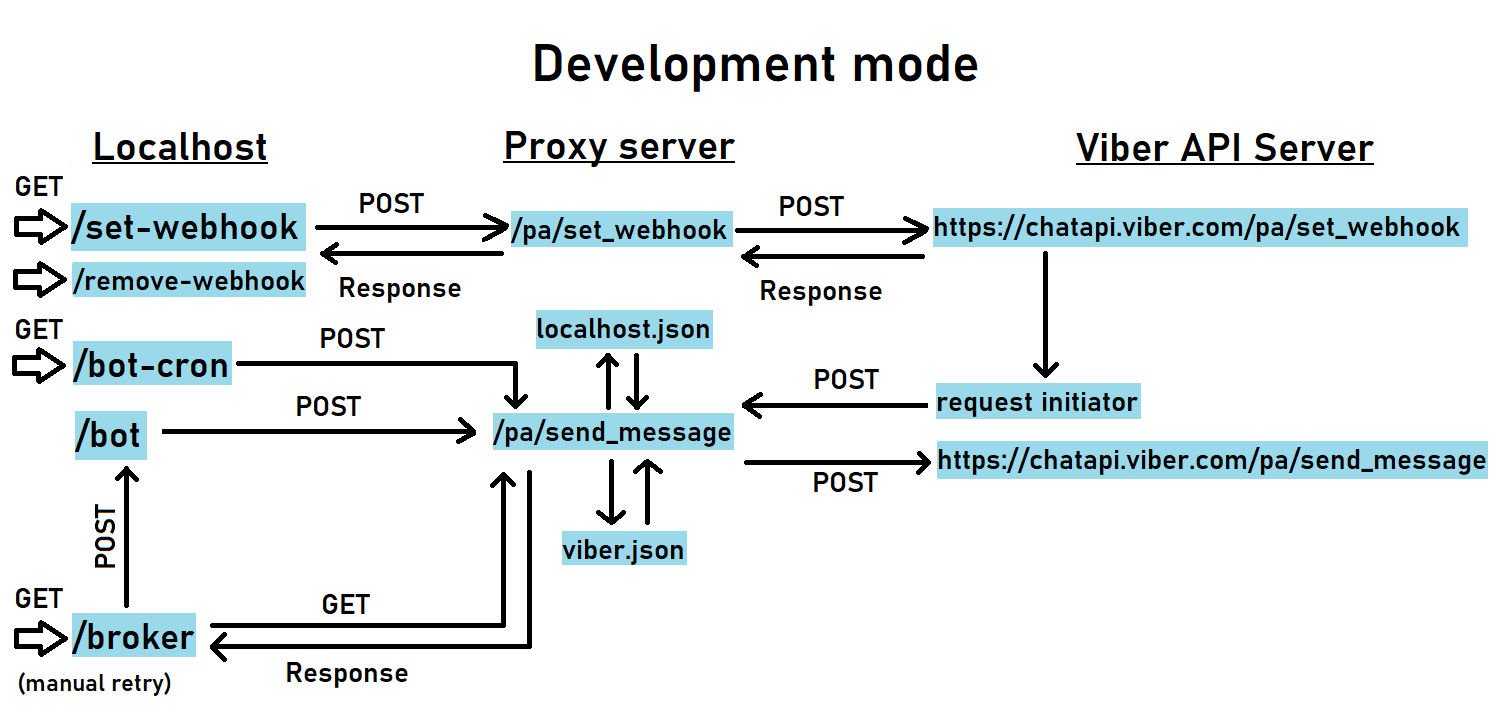 Development mode
Localhost
Proxy server
Viber API Server
GET
/set-webhook
POST
/pa/set_webhook
POST
https://chatapi.viber.com/pa/set_webhook
/remove-webhook
Response
Response
GET
/bot-cron
POST
localhost.json
POST
request initiator
/bot
POST
/pa/send_message
https://chatapi.viber.com/pa/send_message
POST
POST
viber.json
GET
/broker
GET
Response
(manual retry)